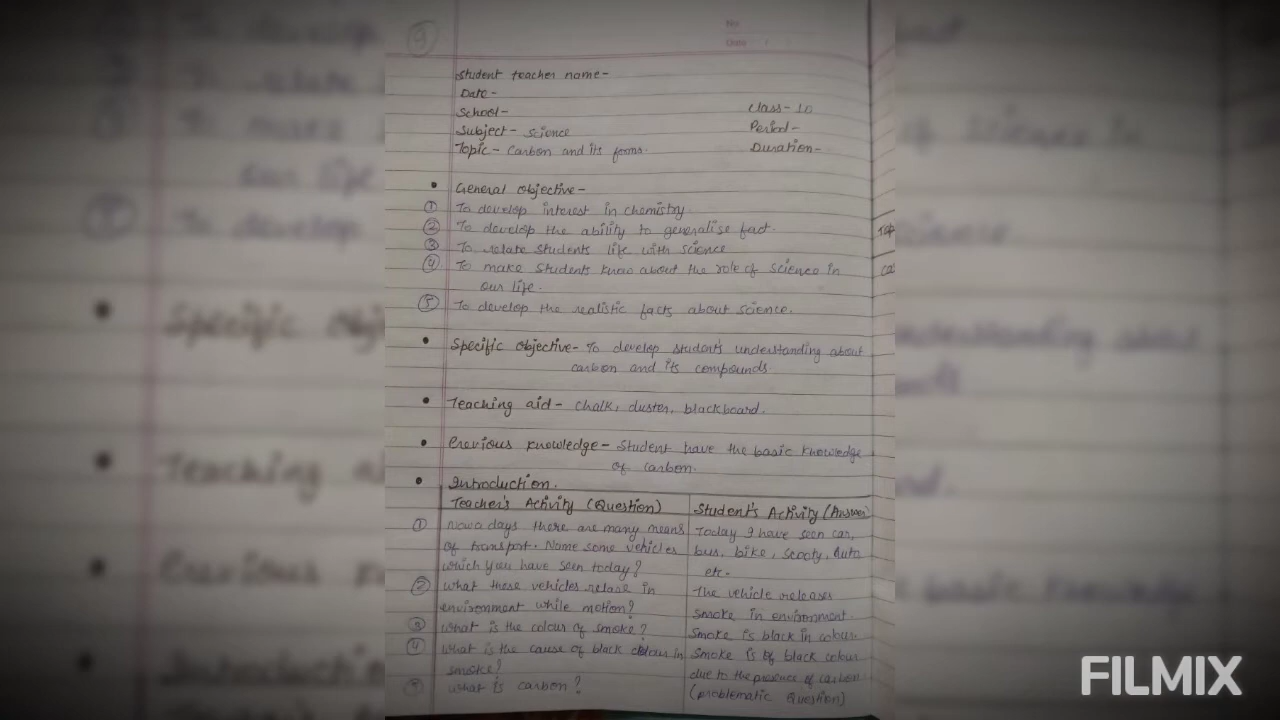 9
No
Date
Student teacher name-
Date-
School-
Class-10
Subject- Science
Period-
Topic- Carbon and its forms.
Duration-
• General Objective-
① To develop interest in chemistry
② To develop the ability to generalise fact.
③ To relate students life with science
④ To make students know about the role of science in
our life.
⑤ To develop the realistic facts about science.
• Specific Objective- To develop student's understanding about
carbon and its compounds
• Teaching aid- chalk, duster, blackboard.
• Previous knowledge- Student have the basic knowledge
of carbon.
• Introduction.
Teacher's Activity (Question)
Student's Activity (Answer)
① Nowadays there are many means
Today I have seen car,
of transport. Name some vehicles
bus, bike, scooty, Auto
which you have seen today?
etc.
② What these vehicles relase in
The vehicle releases
environment while motion?
smoke in environment.
③ What is the colour of smoke?
Smoke is black in colour
④ What is the cause of black colour in
Smoke is of black colour
smoke?
due to the presence of carbon
⑤ What is carbon?
(problematic Question)
FILMIX